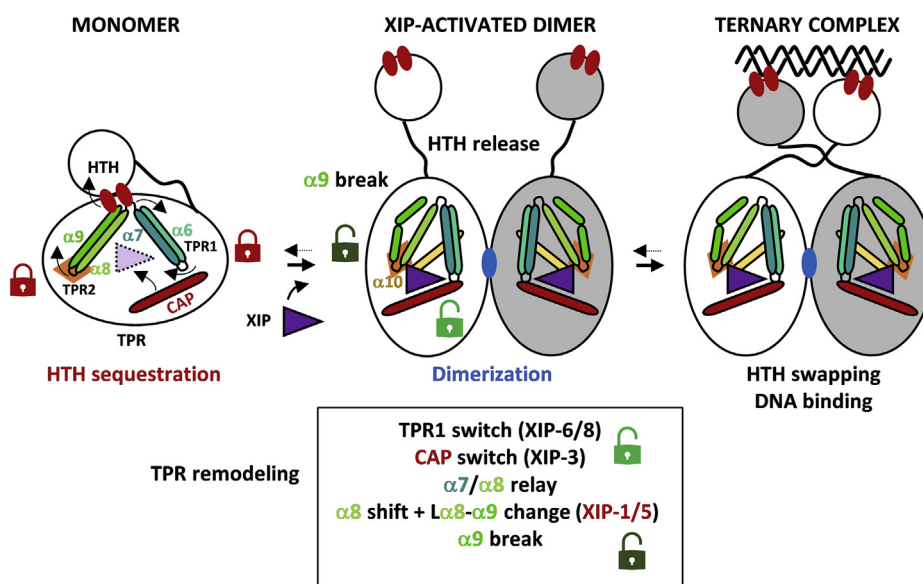 MONOMER
XIP-ACTIVATED DIMER
TERNARY COMPLEX
HTH
α9
α7
α6
TPR1
α8
TPR2
CAP
TPR
HTH sequestration
XIP
HTH release
α9 break
α10
Dimerization
HTH swapping
DNA binding
TPR remodeling
TPR1 switch (XIP-6/8)
CAP switch (XIP-3)
α7/α8 relay
α8 shift + Lα8-α9 change (XIP-1/5)
α9 break